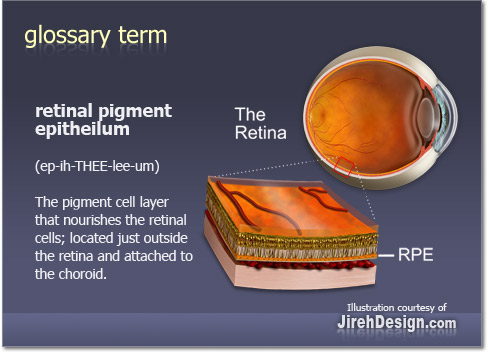 glossary term
retinal pigment
epitheilum
(ep-ih-THEE-lee-um)
The pigment cell layer
that nourishes the retinal
cells; located just outside
the retina and attached to
the choroid.
The
Retina
RPE
Illustration courtesy of
JirehDesign.com